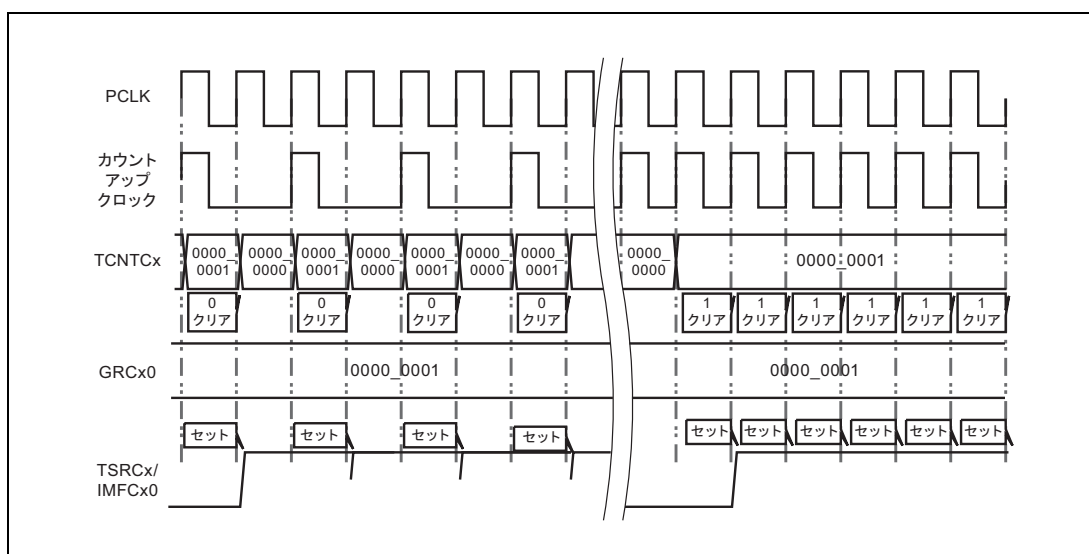 PCLK
カウント
アップ
クロック
TCNTCx
0000_
0001
0000_
0000
0000_
0001
0000_
0000
0000_
0001
0000_
0000
0000_
0001
0000_
0000
0000_0001
0
クリア
0
クリア
0
クリア
0
クリア
1
クリア
1
クリア
1
クリア
1
クリア
1
クリア
1
クリア
GRCx0
0000_0001
0000_0001
セット
セット
セット
セット
セット
セット
セット
セット
セット
セット
TSRCx/
IMFCx0